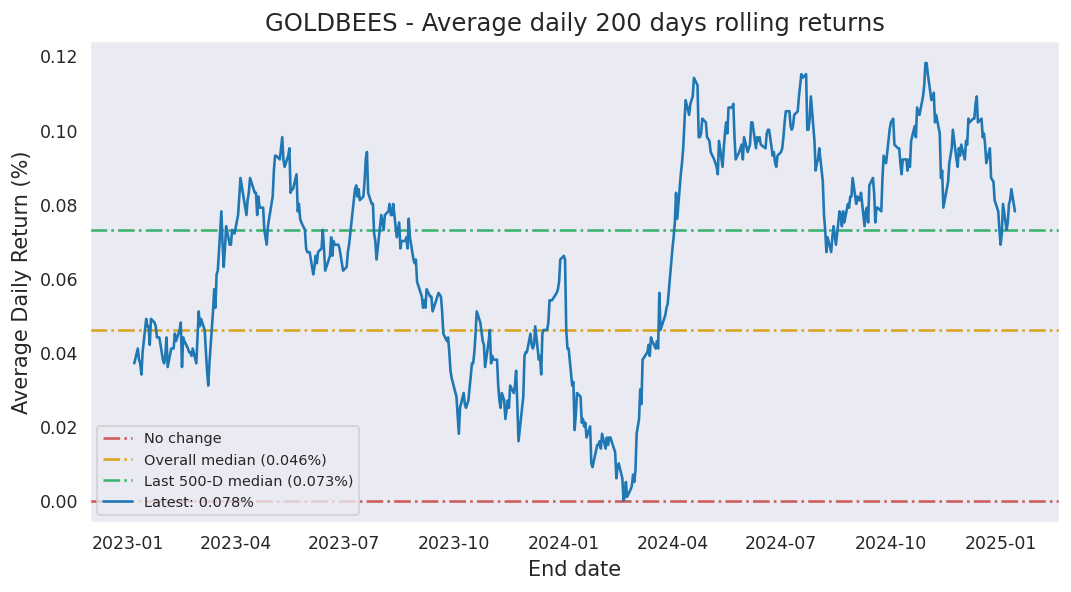 GOLDBEES - Average daily 200 days rolling returns
Average Daily Return (%)
0.12
0.10
0.08
0.06
0.04
0.02
0.00
No change
Overall median (0.046%)
Last 500-D median (0.073%)
Latest: 0.078%
2023-01 2023-04 2023-07 2023-10 2024-01 2024-04 2024-07 2024-10 2025-01
End date